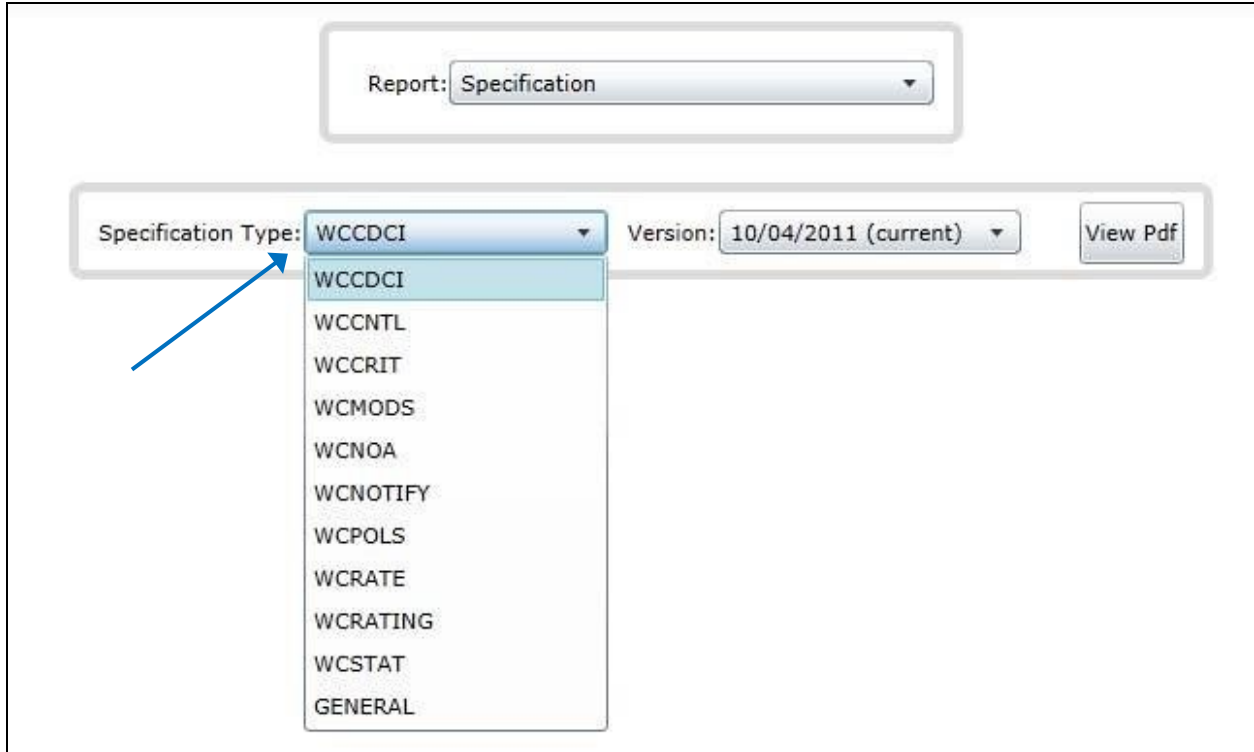 Report: Specification
Specification Type: WCCDCI Version: 10/04/2011 (current) View Pdf
WCCDCI
WCCNTL
WCCRIT
WCMODS
WCNOA
WCNOTIFY
WCPOLS
WCRATE
WCRATING
WCSTAT
GENERAL